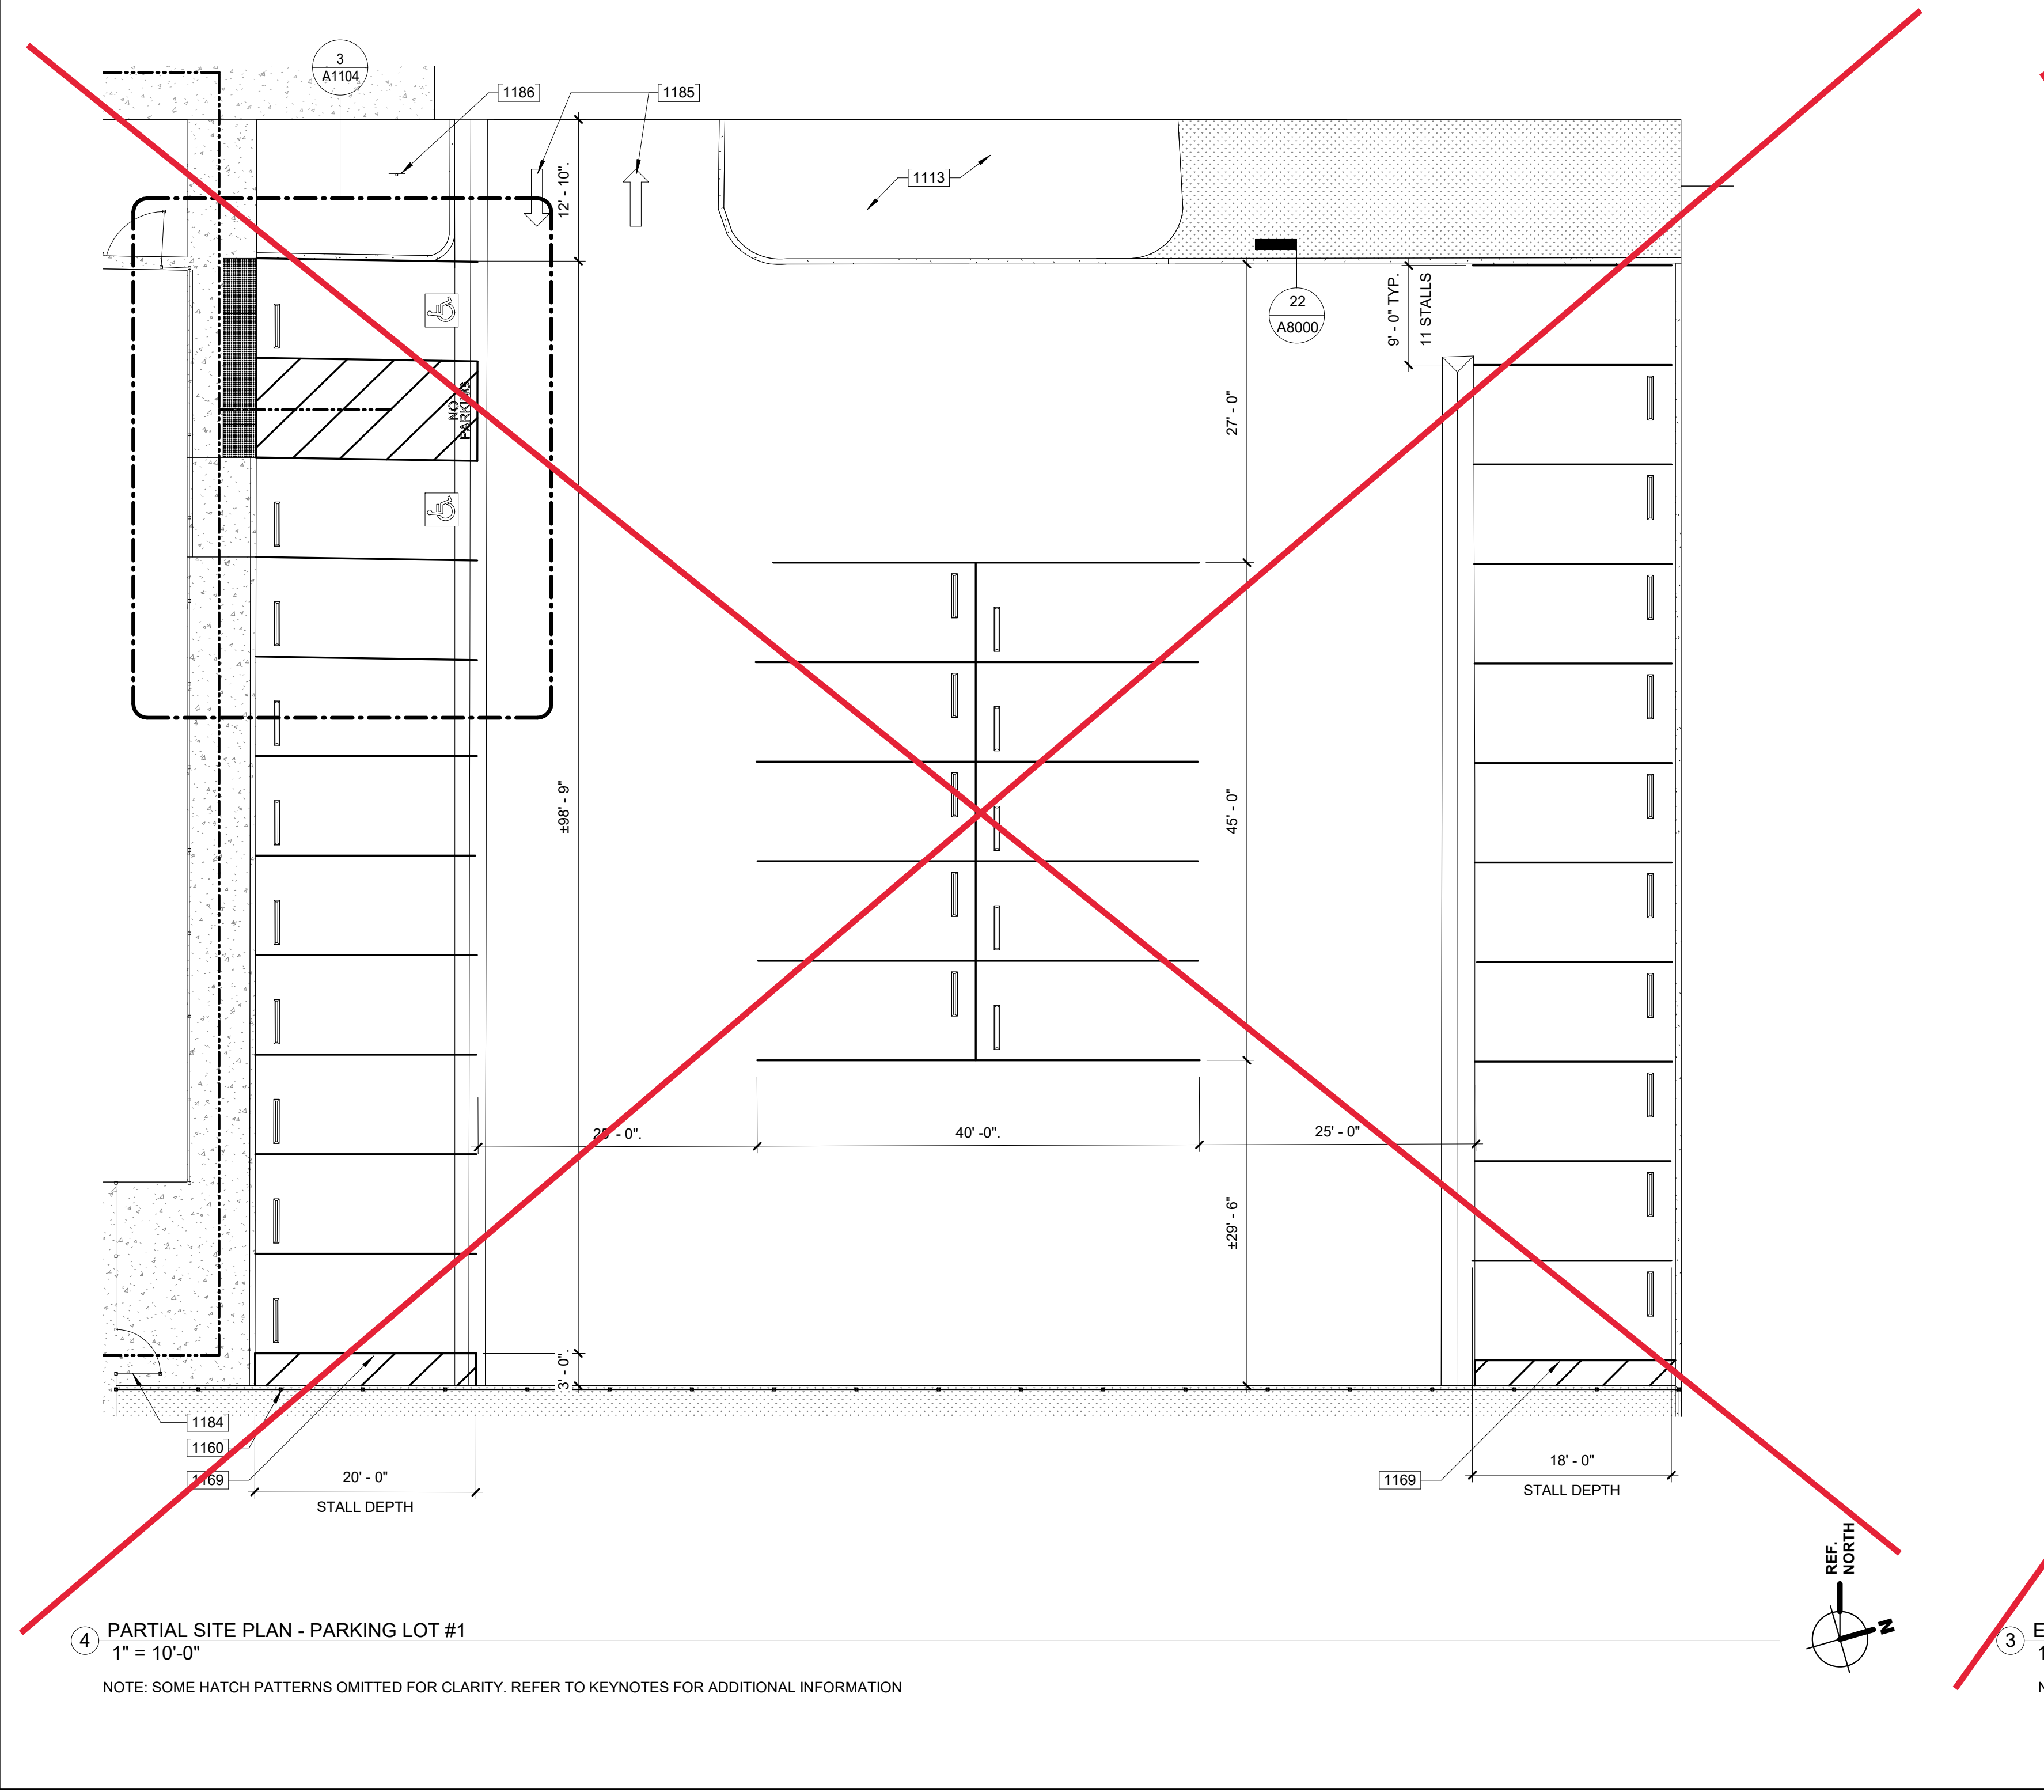 3
A1104
1186
1185
1113
12' - 10".
22
A8000
9' - 0" TYP.
11 STALLS
27' - 0"
NO
PARKING
±98' - 9"
45' - 0"
25' - 0".
40' -0".
25' - 0"
±29' - 6"
3' - 0".
1184
1160
1169
20' - 0"
STALL DEPTH
1169
18' - 0"
STALL DEPTH
REF.
NORTH
N
4
PARTIAL SITE PLAN - PARKING LOT #1
1" = 10'-0"
NOTE: SOME HATCH PATTERNS OMITTED FOR CLARITY. REFER TO KEYNOTES FOR ADDITIONAL INFORMATION
3